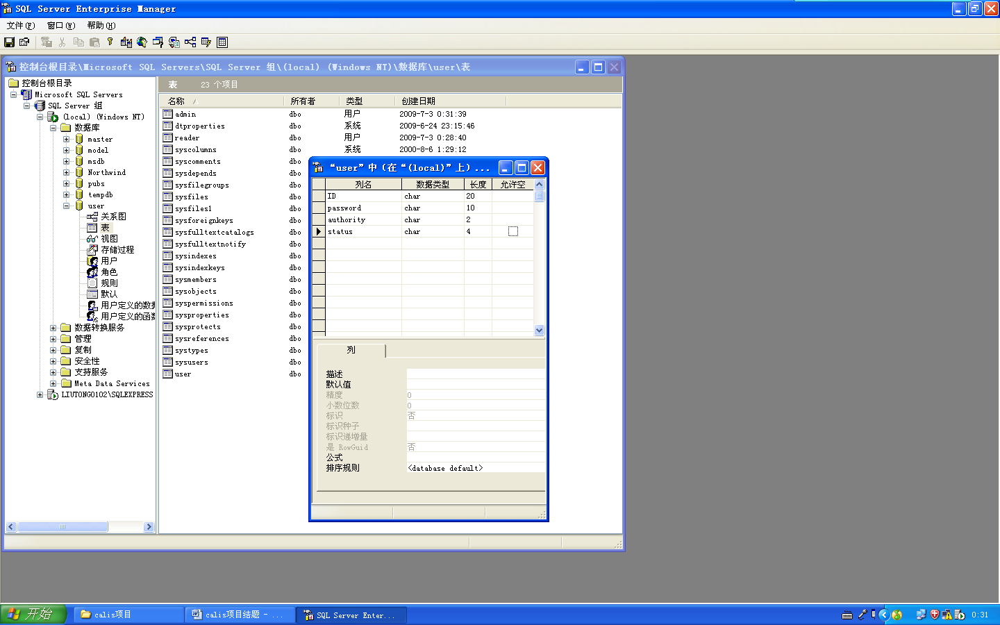 SQL Server Enterprise Manager
文件(F) 窗口(W) 帮助(H)
控制台根目录\Microsoft SQL Servers\SQL Server 组\(local) (Windows NT)\数据库\user\表
控制台根目录
Microsoft SQL Servers
SQL Server 组
(local) (Windows NT)
数据库
master
model
msdb
Northwind
pubs
tempdb
user
关系图
表
视图
存储过程
用户
角色
规则
默认
用户定义的数据
用户定义的函数
数据转换服务
管理
复制
安全性
支持服务
Meta Data Services
LIUTONG0102\SQLEXPRESS
表 23 个项目
名称 所有者 类型 创建日期
admin dbo 用户 2009-7-3 0:31:39
dtproperties dbo 系统 2009-6-24 23:15:46
reader dbo 用户 2009-7-3 0:28:40
syscolumns dbo 系统 2000-8-6 1:29:12
syscomments dbo
sysdepends dbo
sysfilegroups dbo
sysfiles dbo
sysfiles1 dbo
sysforeignkeys dbo
sysfulltextcatalogs dbo
sysfulltextnotify dbo
sysindexes dbo
sysindexkeys dbo
sysmembers dbo
sysobjects dbo
syspermissions dbo
sysproperties dbo
sysprotects dbo
sysreferences dbo
systypes dbo
sysusers dbo
user dbo
“user”中(在“(local)”上)...
列名 数据类型 长度 允许空
ID char 20
password char 10
authority char 2
status char 4
列
描述
默认值
精度 0
小数位数 0
标识 否
标识种子
标识递增量
是 RowGuid 否
公式
排序规则 <database default>
开始 calis项目 calis项目结题 - ... SQL Server Enter... 0:31